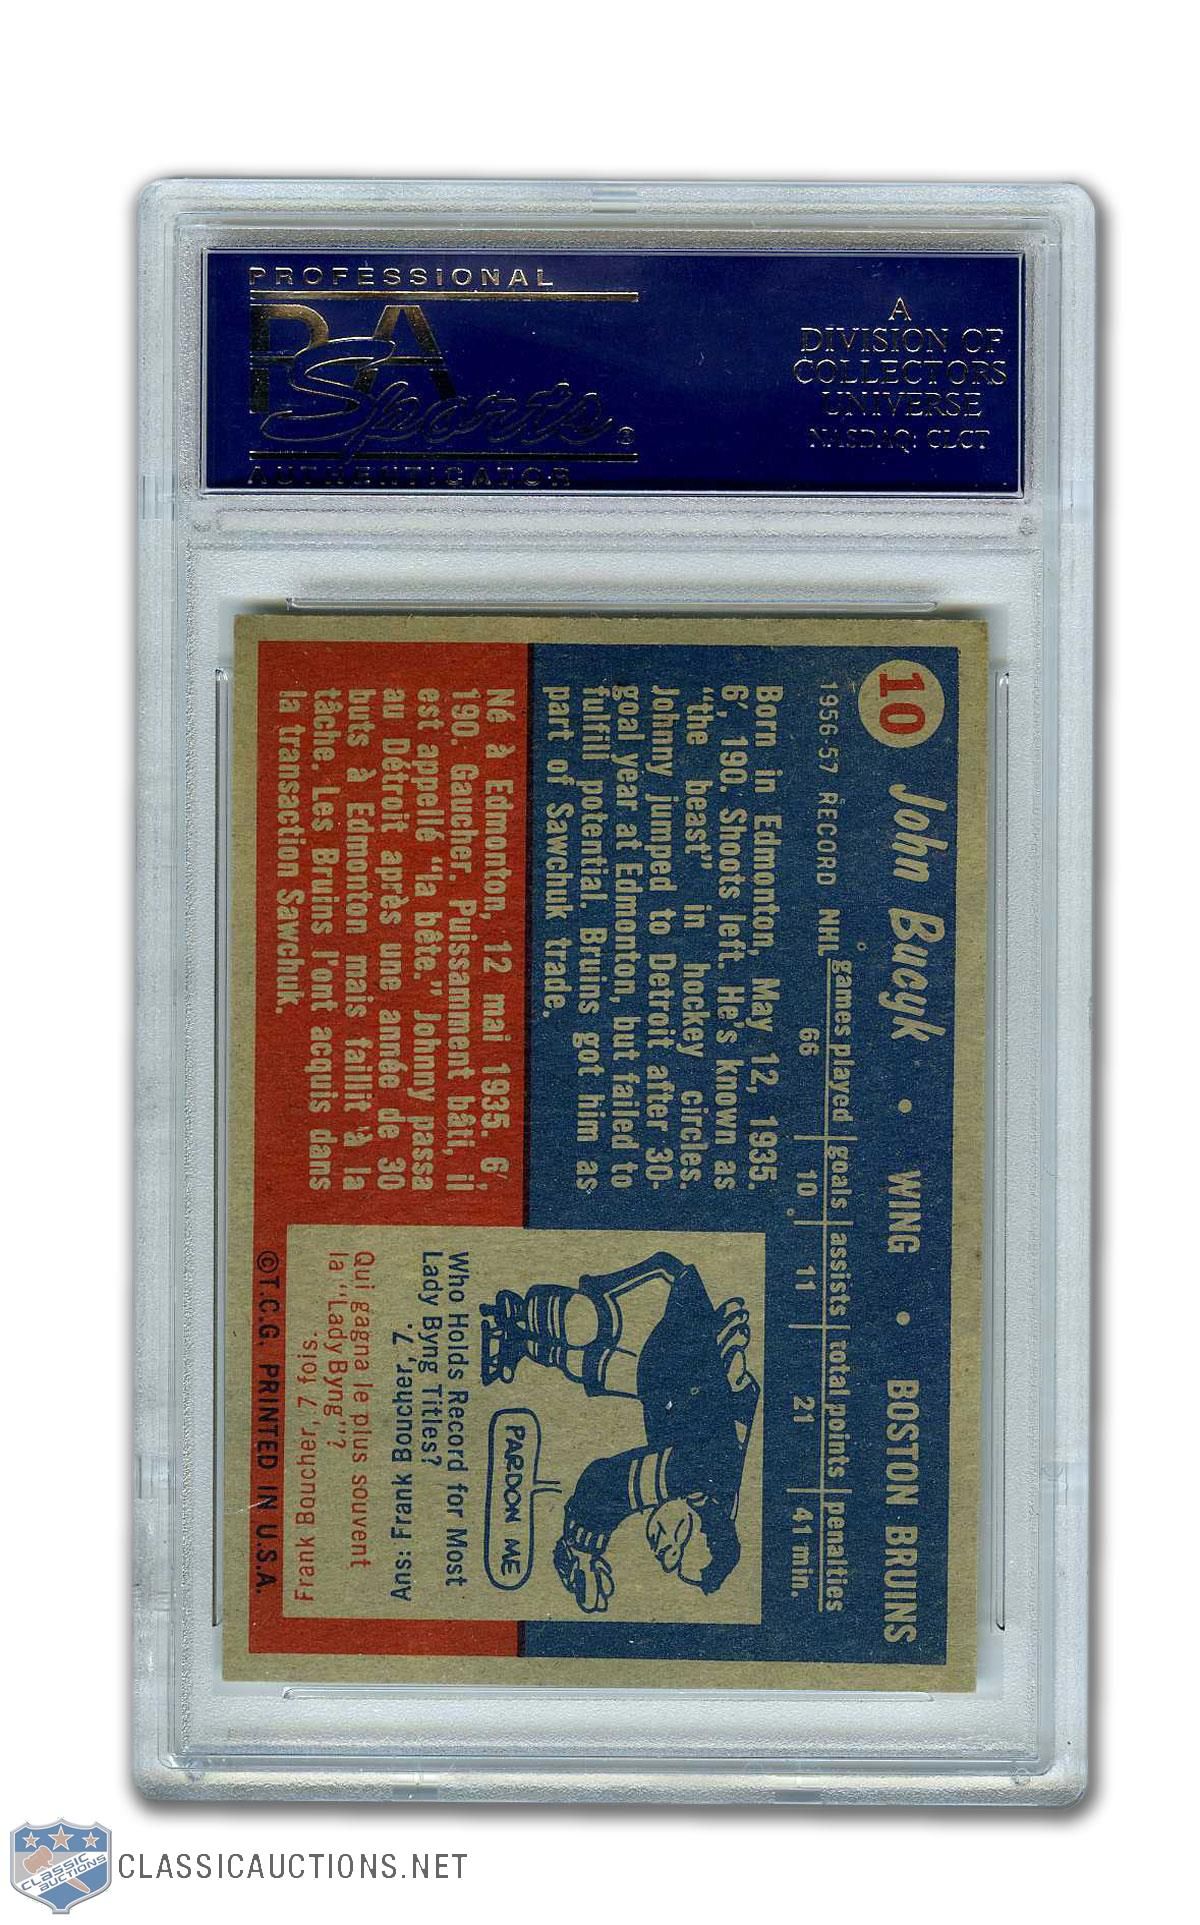 PROFESSIONAL
PSA
Sports®
AUTHENTICATOR
A
DIVISION OF
COLLECTORS
UNIVERSE
NASDAQ: CLCT
10 John Bucyk • WING • BOSTON BRUINS
games played goals assists total points penalties
1956-57 RECORD NHL 66 10 11 21 41 min.
Born in Edmonton, May 12, 1935.
6', 190. Shoots left. He's known as
"the beast" in hockey circles.
Johnny jumped to Detroit after 30-
goal year at Edmonton, but failed to
fulfill potential. Bruins got him as
part of Sawchuk trade.
Né à Edmonton, 12 mai 1935. 6',
190. Gaucher. Puissamment bâti, il
est appellé "la bête." Johnny passa
au Détroit après une année de 30
buts à Edmonton mais faillit à la
tâche. Les Bruins l'ont acquis dans
la transaction Sawchuk.
PARDON ME
Who Holds Record for Most
Lady Byng Titles?
Ans: Frank Boucher, 7.
Qui gagna le plus souvent
la "Lady Byng"?
Frank Boucher, 7 fois.
©T.C.G. PRINTED IN U.S.A.
CLASSIC
AUCTIONS
CLASSICAUCTIONS.NET